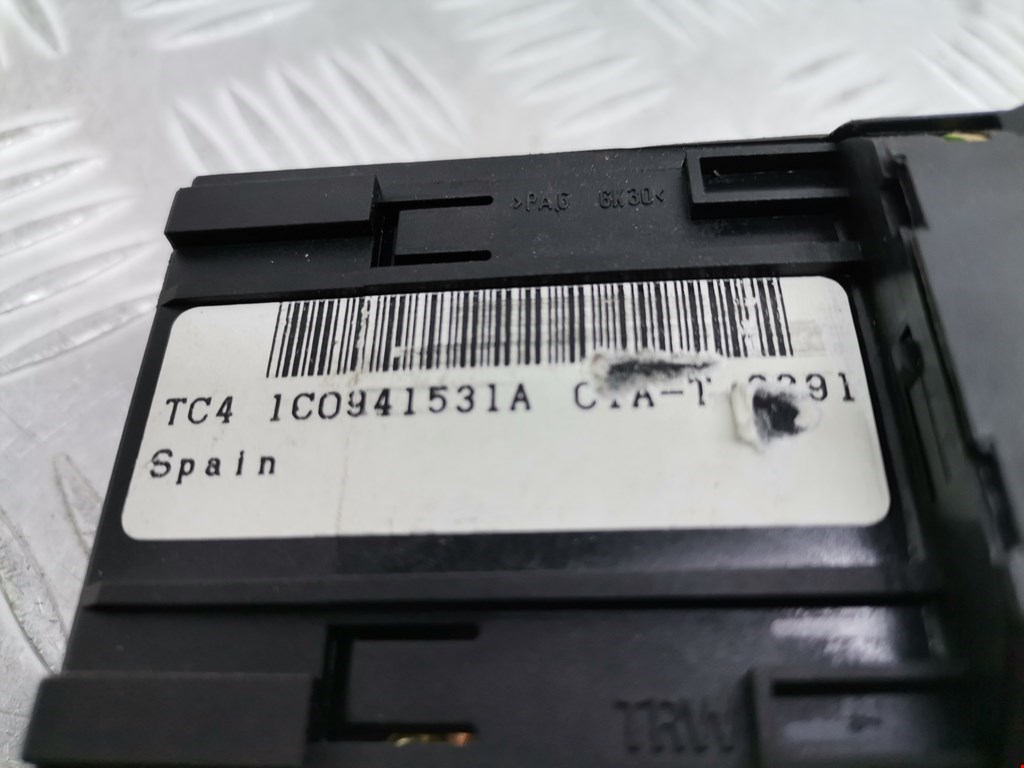 >PA6 GK30<
TC4 1C0941531A
Spain
TRW